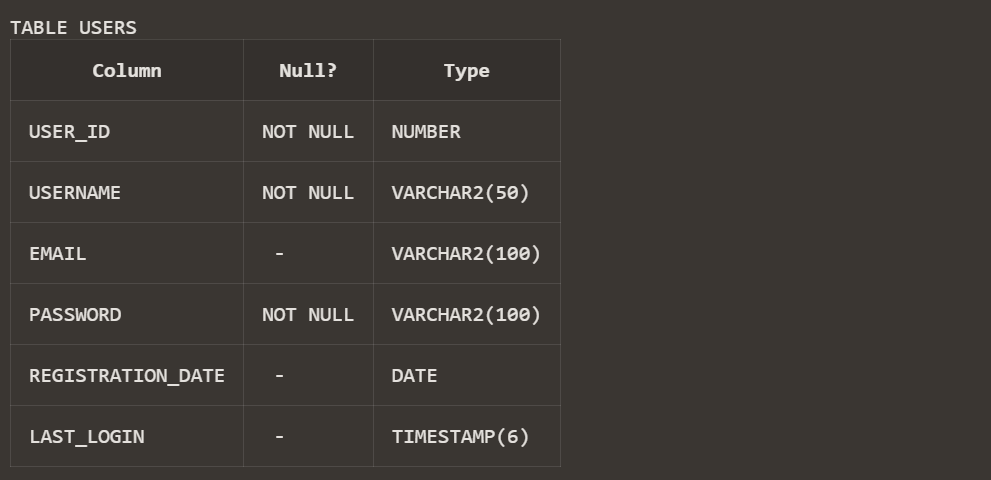 TABLE USERS
Column Null? Type
USER_ID NOT NULL NUMBER
USERNAME NOT NULL VARCHAR2(50)
EMAIL - VARCHAR2(100)
PASSWORD NOT NULL VARCHAR2(100)
REGISTRATION_DATE - DATE
LAST_LOGIN - TIMESTAMP(6)